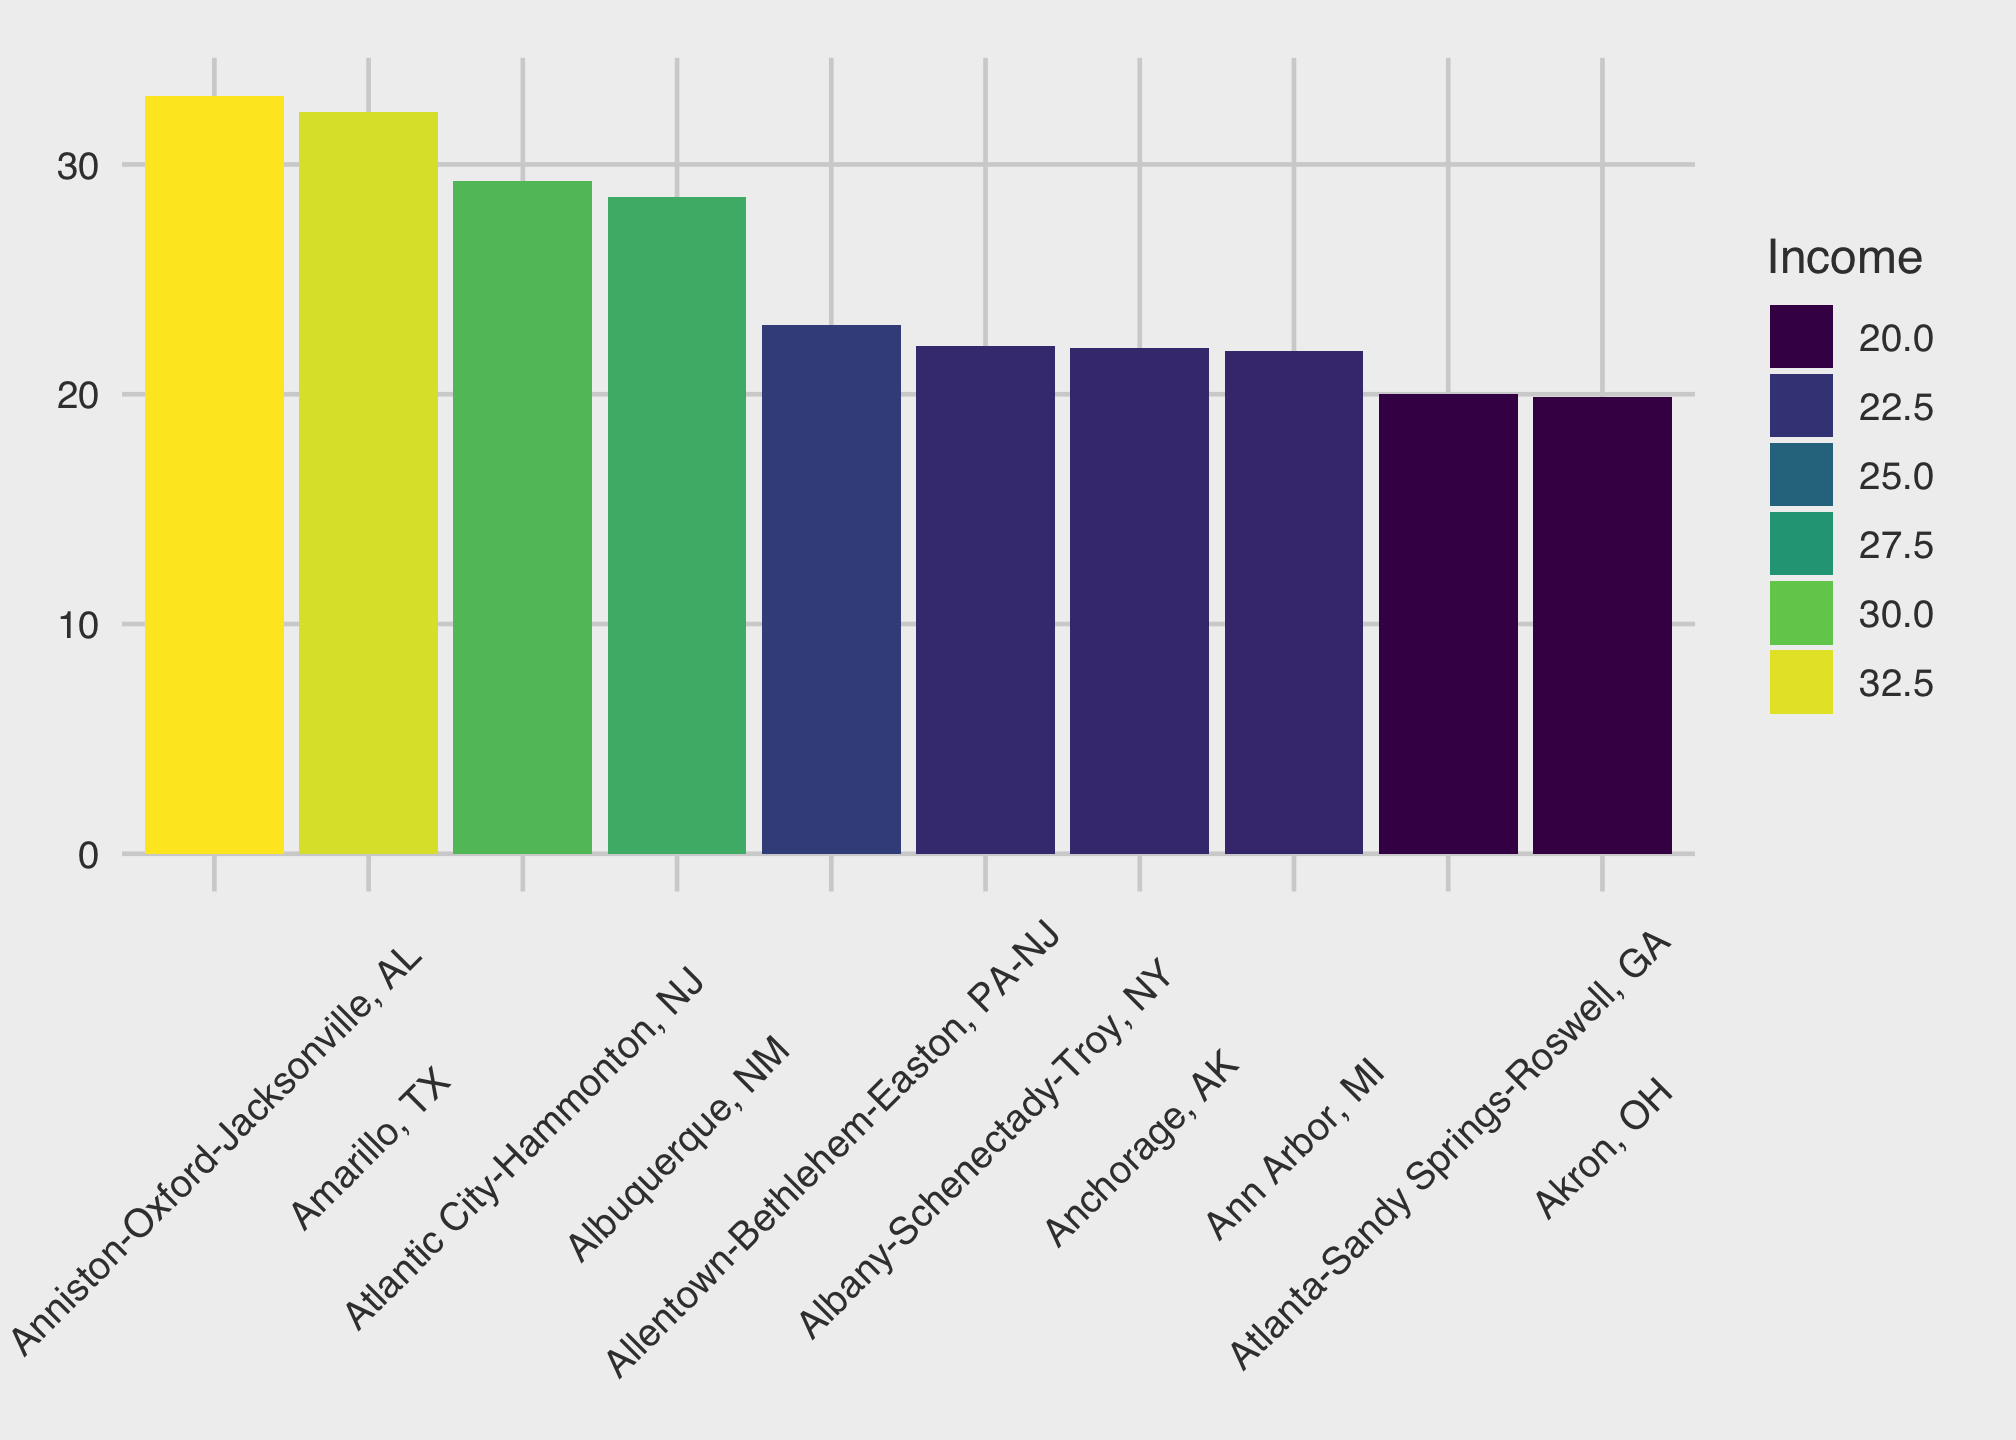 30
20
10
0
Anniston-Oxford-Jacksonville, AL
Amarillo, TX
Atlantic City-Hammonton, NJ
Albuquerque, NM
Allentown-Bethlehem-Easton, PA-NJ
Albany-Schenectady-Troy, NY
Anchorage, AK
Ann Arbor, MI
Atlanta-Sandy Springs-Roswell, GA
Akron, OH
Income
20.0
22.5
25.0
27.5
30.0
32.5